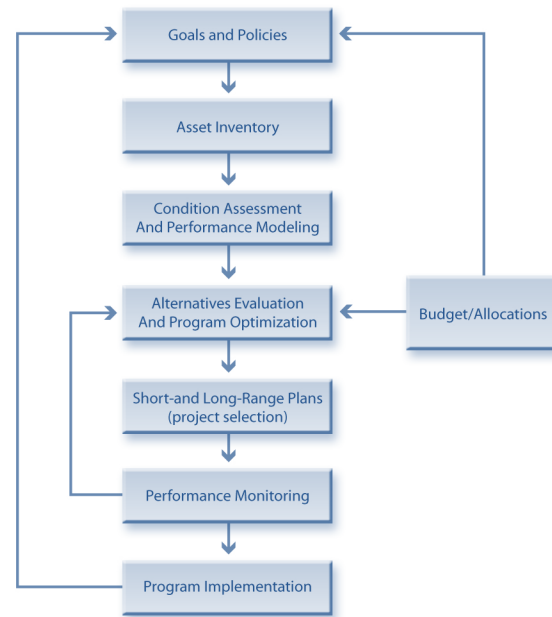 Goals and Policies
Asset Inventory
Condition Assessment
And Performance Modeling
Alternatives Evaluation
And Program Optimization
Budget/Allocations
Short-and Long-Range Plans
(project selection)
Performance Monitoring
Program Implementation